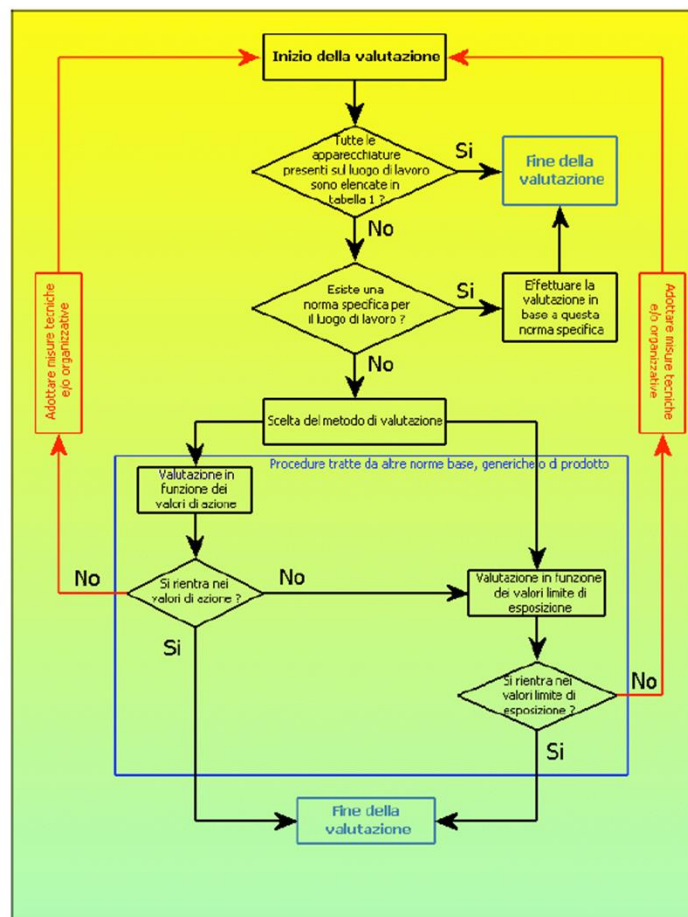 Inizio della valutazione
Tutte le
apparecchiature
presenti sul luogo di lavoro
sono elencate in
tabella 1 ?
Si
Fine della
valutazione
No
Esiste una
norma specifica per
il luogo di lavoro ?
Si
Effettuare la
valutazione in
base a questa
norma specifica
No
Adottare misure tecniche
e/o organizzative
Adottare misure tecniche
e/o organizzative
Scelta del metodo di valutazione
Procedure tratte da altre norme base, generiche o di prodotto
Valutazione in
funzione dei
valori di azione
No
Si rientra nei
valori di azione ?
No
Valutazione in funzione
dei valori limite di
esposizione
Si
Si rientra nei
valori limite di
esposizione ?
No
Si
Fine della
valutazione